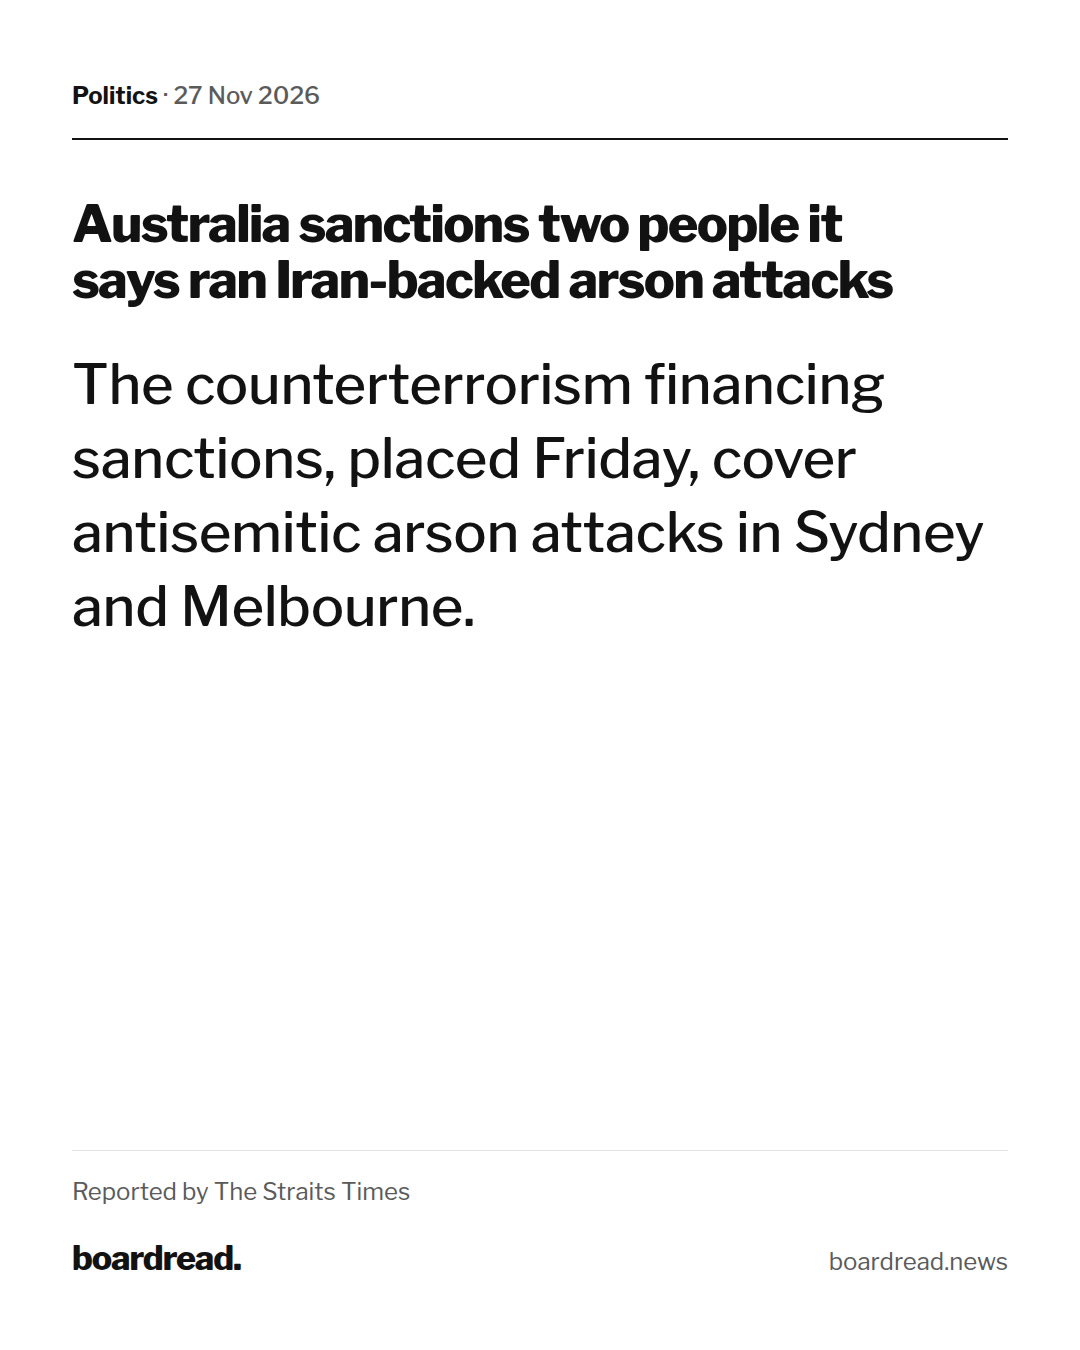 Politics · 27 Nov 2026
Australia sanctions two people it
says ran Iran-backed arson attacks
The counterterrorism financing
sanctions, placed Friday, cover
antisemitic arson attacks in Sydney
and Melbourne.
Reported by The Straits Times
boardread.
boardread.news